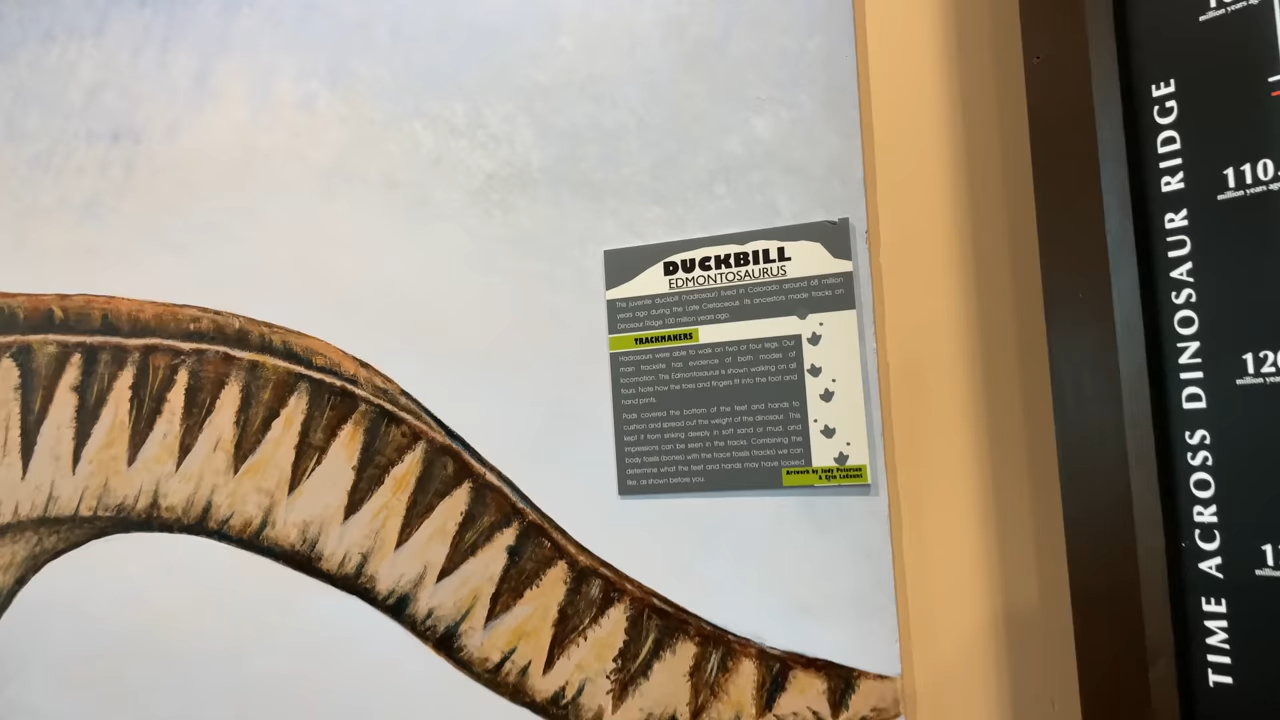 DUCKBILL
EDMONTOSAURUS
The juvenile duckbill (hadrosaur) lived in Colorado around 68 million
years ago during the Late Cretaceous. Its ancestors made tracks on
Dinosaur Ridge 100 million years ago.
TRACKMAKERS
Hadrosaurs were able to walk on two or four legs. Our
main tracksite has evidence of both modes of
locomotion. This Edmontosaurus is shown walking on all
fours. Note how the toes and fingers fit into the foot and
hand prints.
Pads covered the bottom of the feet and hands to
cushion and spread out the weight of the dinosaur. This
kept it from sinking deeply in soft sand or mud, and
impressions can be seen in the tracks. Combining the
body fossils (bones) with the trace fossils (tracks) we can
determine what the feet and hands may have looked
like, as shown before you.
Artwork by Judy Peterson
& Erin LaCount
TIME ACROSS DINOSAUR RIDGE
million years ago
110.
million years ago
120
million years